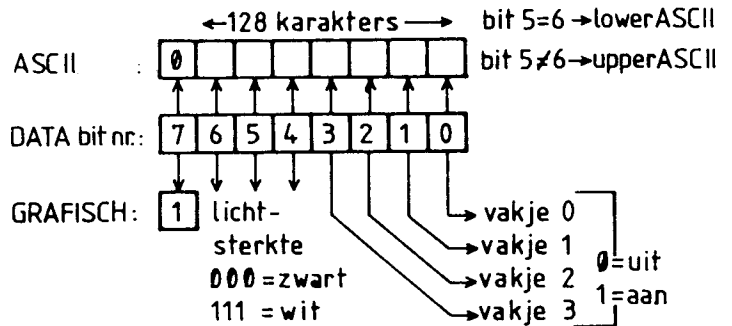 ←128 karakters→ bit 5=6→lowerASCII
ASCII : 0 bit 5≠6→upperASCII
DATA bit nr.: 7 6 5 4 3 2 1 0
GRAFISCH: 1 licht- vakje 0
sterkte vakje 1
000=zwart vakje 2 0=uit
111 =wit vakje 3 1=aan